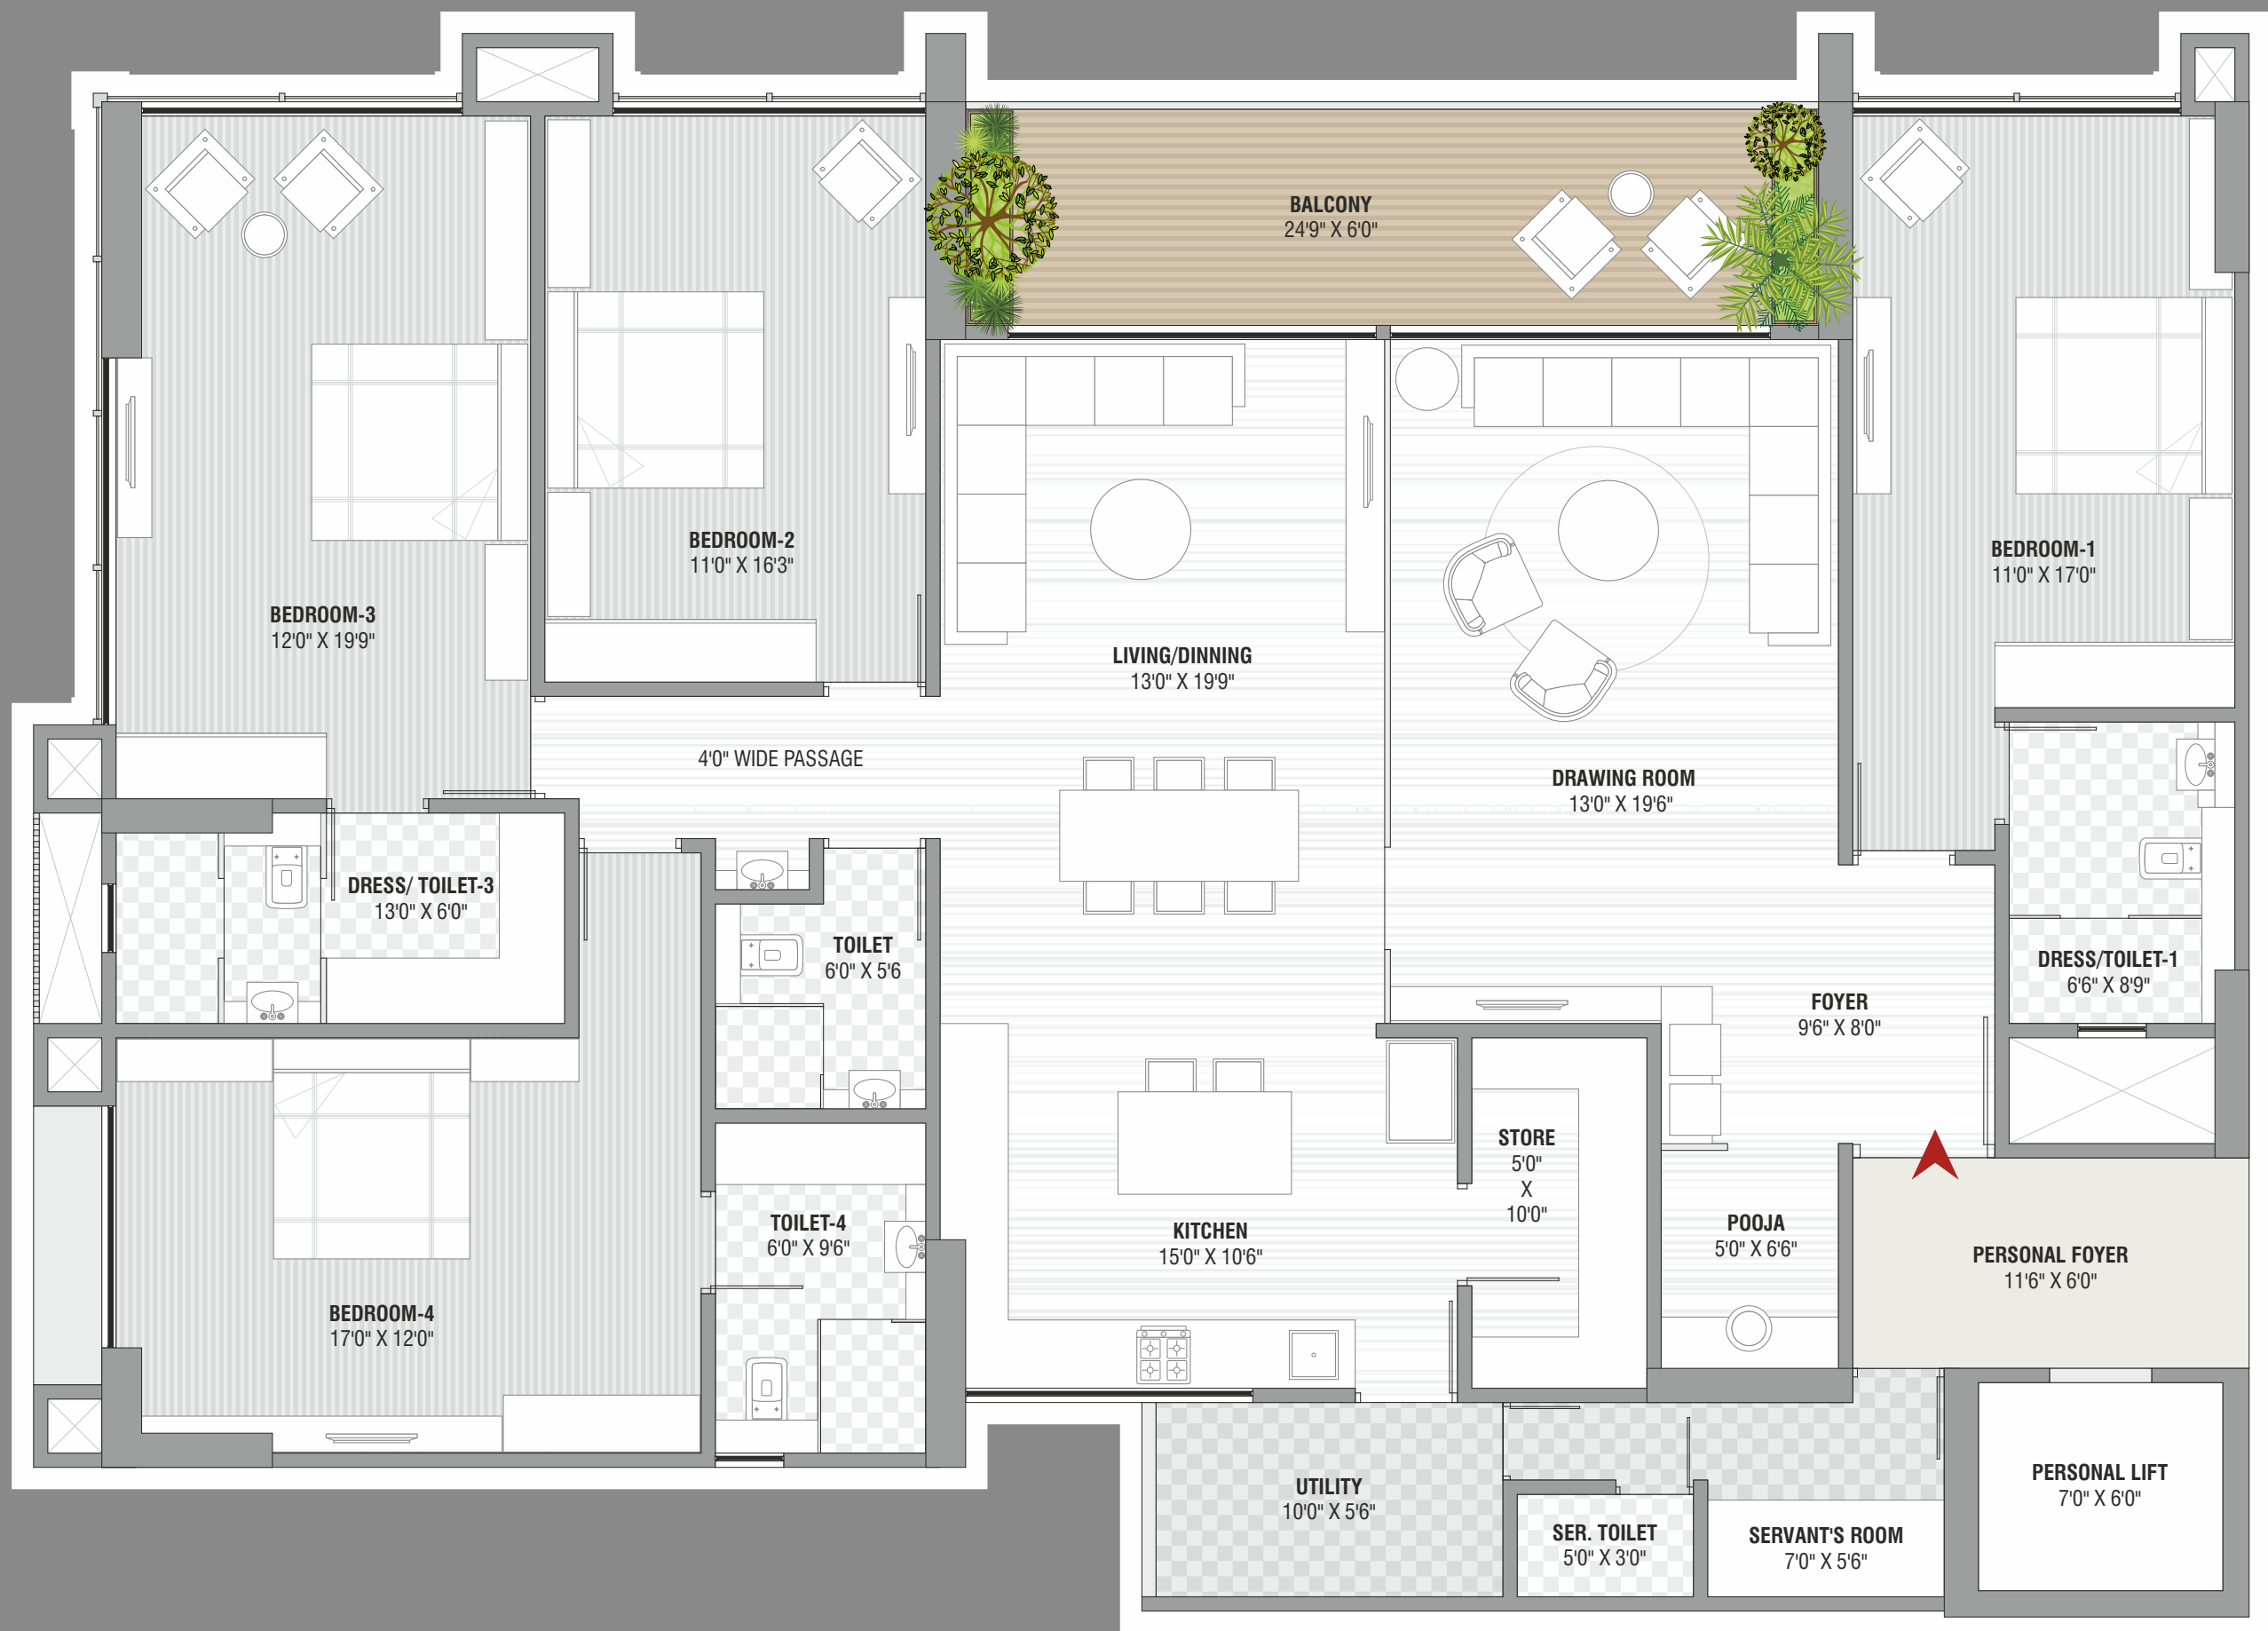 BALCONY
24'9" X 6'0"
BEDROOM-2
11'0" X 16'3"
BEDROOM-1
11'0" X 17'0"
BEDROOM-3
12'0" X 19'9"
LIVING/DINNING
13'0" X 19'9"
4'0" WIDE PASSAGE
DRAWING ROOM
13'0" X 19'6"
DRESS/ TOILET-3
13'0" X 6'0"
TOILET
6'0" X 5'6
DRESS/TOILET-1
6'6" X 8'9"
FOYER
9'6" X 8'0"
STORE
5'0"
X
10'0"
TOILET-4
6'0" X 9'6"
KITCHEN
15'0" X 10'6"
POOJA
5'0" X 6'6"
PERSONAL FOYER
11'6" X 6'0"
BEDROOM-4
17'0" X 12'0"
UTILITY
10'0" X 5'6"
PERSONAL LIFT
7'0" X 6'0"
SER. TOILET
5'0" X 3'0"
SERVANT'S ROOM
7'0" X 5'6"